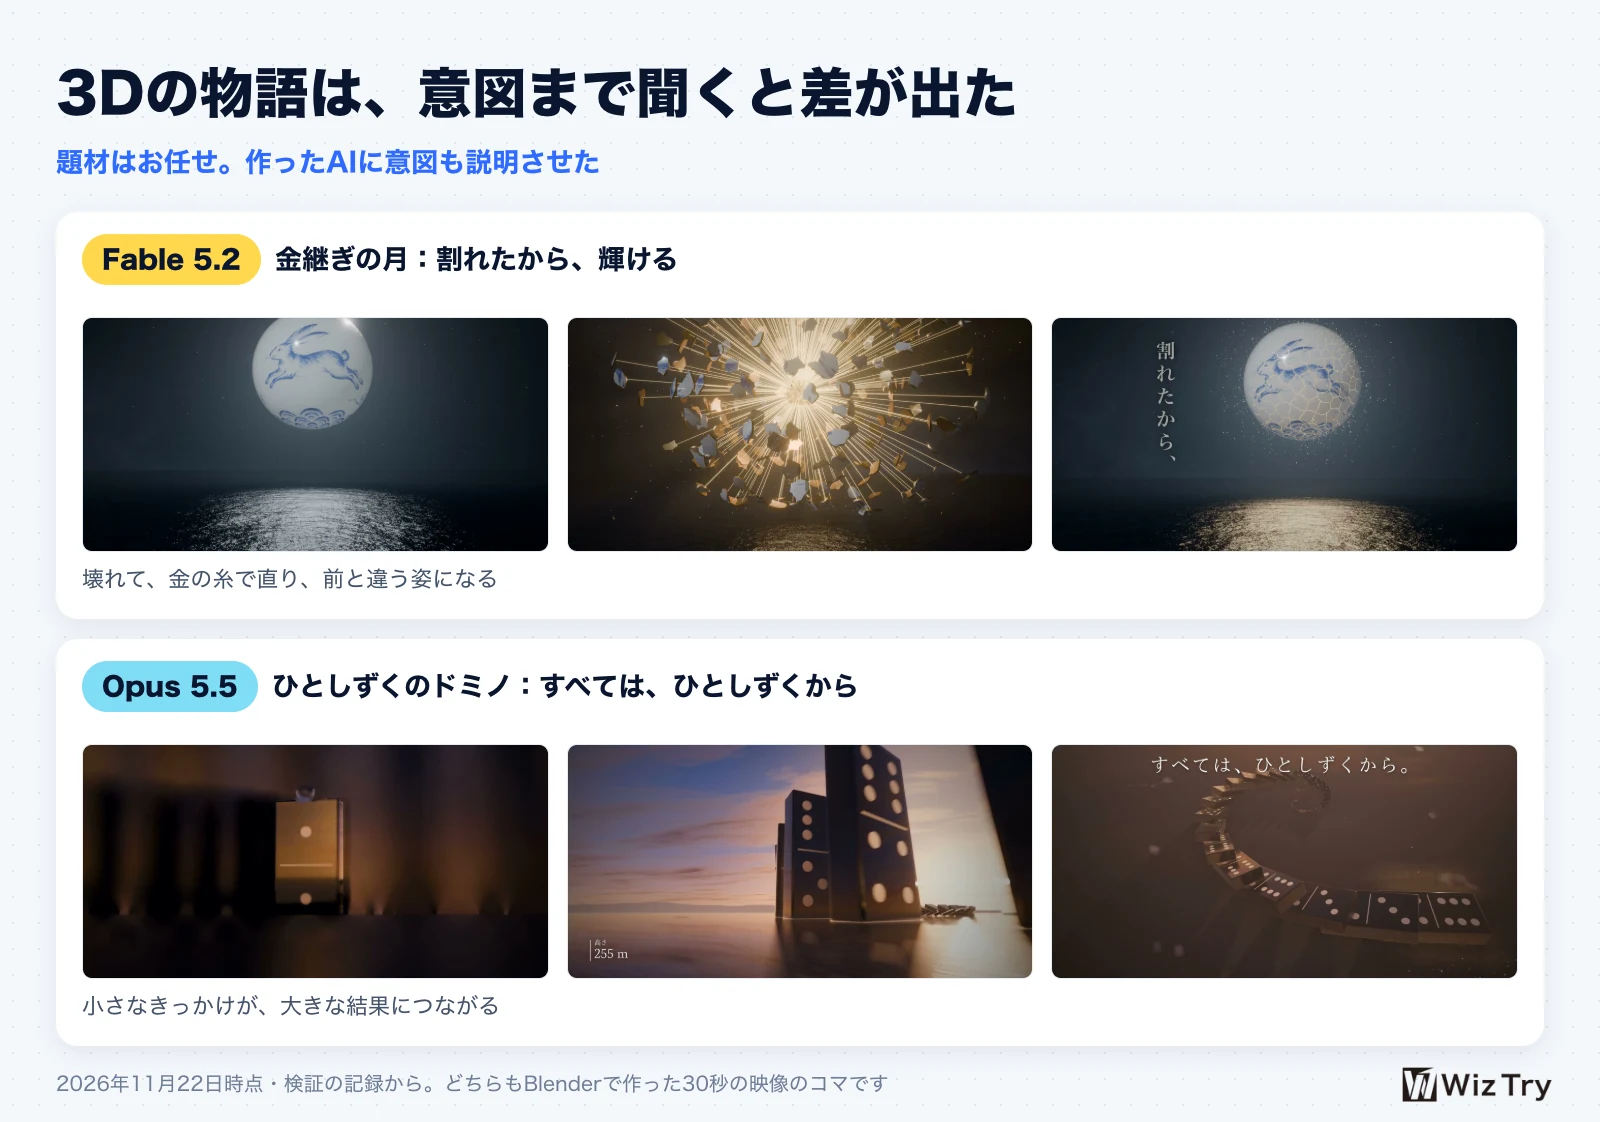 3Dの物語は、意図まで聞くと差が出た
題材はお任せ。作ったAIに意図も説明させた
Fable 5.2
金継ぎの月：割れたから、輝ける
割れたから、
壊れて、金の糸で直り、前と違う姿になる
Opus 5.5
ひとしずくのドミノ：すべては、ひとしずくから
高さ
255 m
すべては、ひとしずくから。
小さなきっかけが、大きな結果につながる
2026年11月22日時点・検証の記録から。どちらもBlenderで作った30秒の映像のコマです
Wiz Try